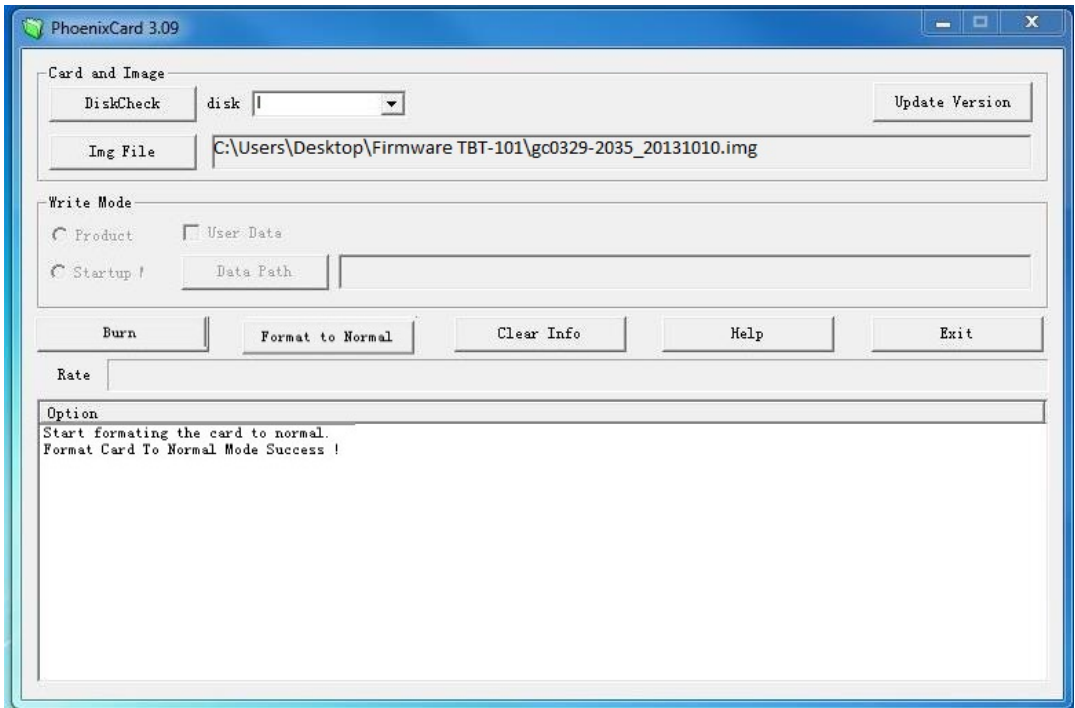 PhoenixCard 3.09
Card and Image
DiskCheck disk I Update Version
Img File C:\Users\Desktop\Firmware TBT-101\gc0329-2035_20131010.img
Write Mode
Product User Data
Startup ! Data Path
Burn Format to Normal Clear Info Help Exit
Rate
Option
Start formating the card to normal.
Format Card To Normal Mode Success !